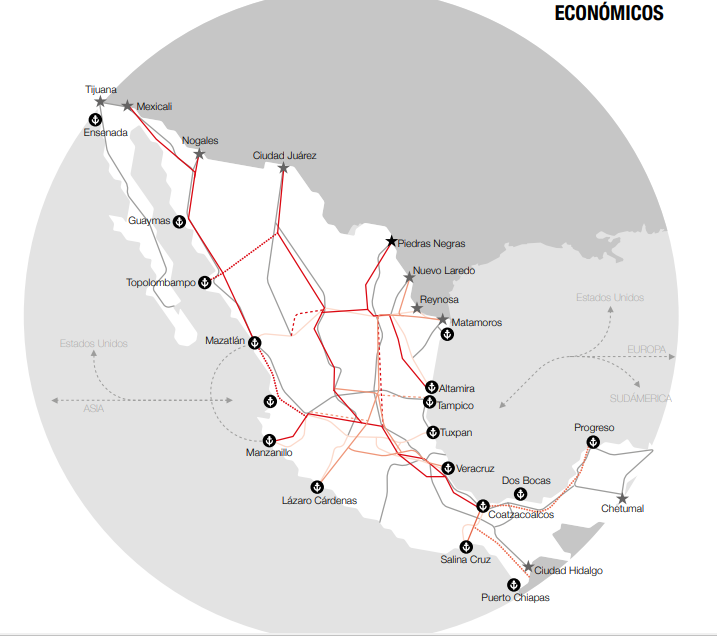 ECONÓMICOS
Tijuana
Mexicali
Ensenada
Nogales
Ciudad Juárez
Guaymas
Piedras Negras
Topolombampo
Nuevo Laredo
Reynosa
Estados Unidos
Matamoros
Mazatlán
Estados Unidos
EUROPA
Altamira
SUDÁMERICA
ASIA
Tampico
Progreso
Tuxpan
Manzanillo
Veracruz
Dos Bocas
Lázaro Cárdenas
Chetumal
Coatzacoalcos
Salina Cruz
Ciudad Hidalgo
Puerto Chiapas